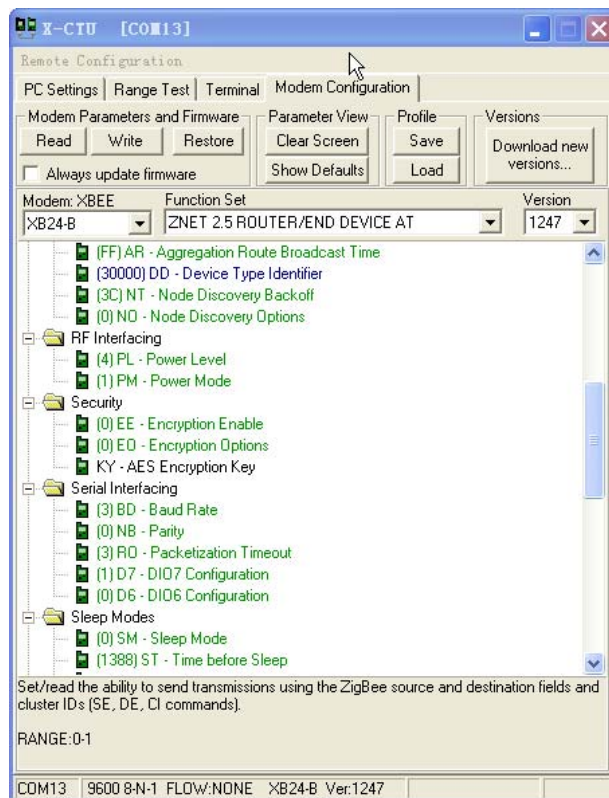 X-CTU [COM13]
Remote Configuration
PC Settings Range Test Terminal Modem Configuration
Modem Parameters and Firmware Parameter View Profile Versions
Read Write Restore Clear Screen Save Download new versions...
Always update firmware Show Defaults Load
Modem: XBEE Function Set Version
XB24-B ZNET 2.5 ROUTER/END DEVICE AT 1247
(FF) AR - Aggregation Route Broadcast Time
(30000) DD - Device Type Identifier
(3C) NT - Node Discovery Backoff
(0) NO - Node Discovery Options
RF Interfacing
(4) PL - Power Level
(1) PM - Power Mode
Security
(0) EE - Encryption Enable
(0) EO - Encryption Options
KY - AES Encryption Key
Serial Interfacing
(3) BD - Baud Rate
(0) NB - Parity
(3) RO - Packetization Timeout
(1) D7 - DIO7 Configuration
(0) D6 - DIO6 Configuration
Sleep Modes
(0) SM - Sleep Mode
(1388) ST - Time before Sleep
Set/read the ability to send transmissions using the ZigBee source and destination fields and
cluster IDs (SE, DE, CI commands).
RANGE:0-1
COM13 9600 8-N-1 FLOW:NONE XB24-B Ver:1247